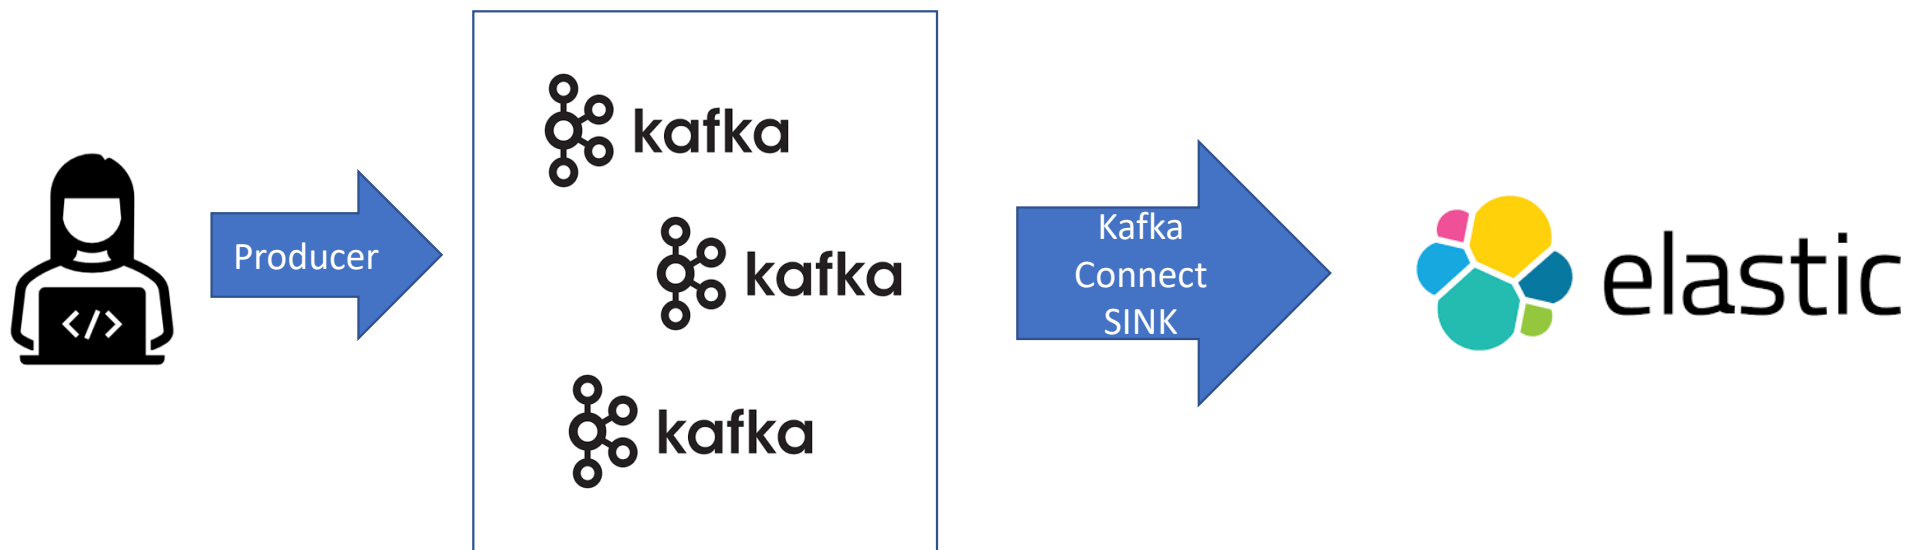 kafka
Producer
kafka
kafka
Kafka
Connect
SINK
elastic
</>